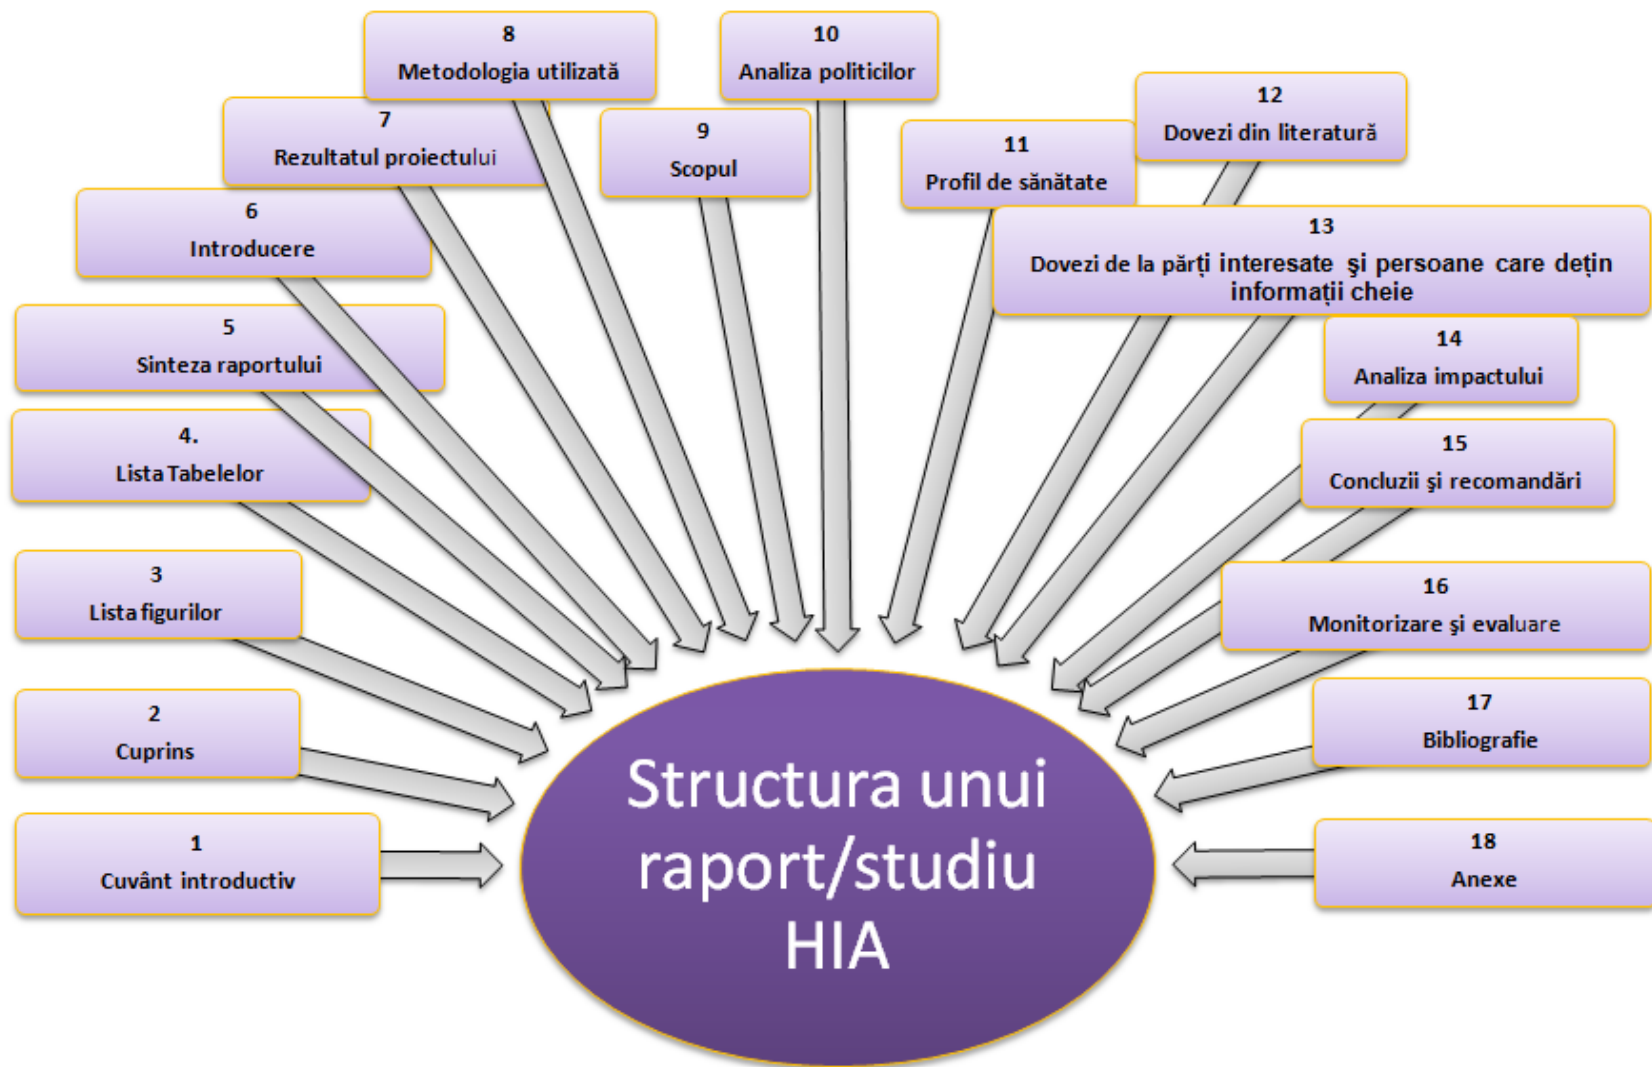 1
Cuvânt introductiv
2
Cuprins
3
Lista figurilor
4.
Lista Tabelelor
5
Sinteza raportului
6
Introducere
7
Rezultatul proiectului
8
Metodologia utilizată
9
Scopul
10
Analiza politicilor
11
Profil de sănătate
12
Dovezi din literatură
13
Dovezi de la părți interesate şi persoane care dețin
informații cheie
14
Analiza impactului
15
Concluzii şi recomandări
16
Monitorizare şi evaluare
17
Bibliografie
18
Anexe
Structura unui
raport/studiu
HIA